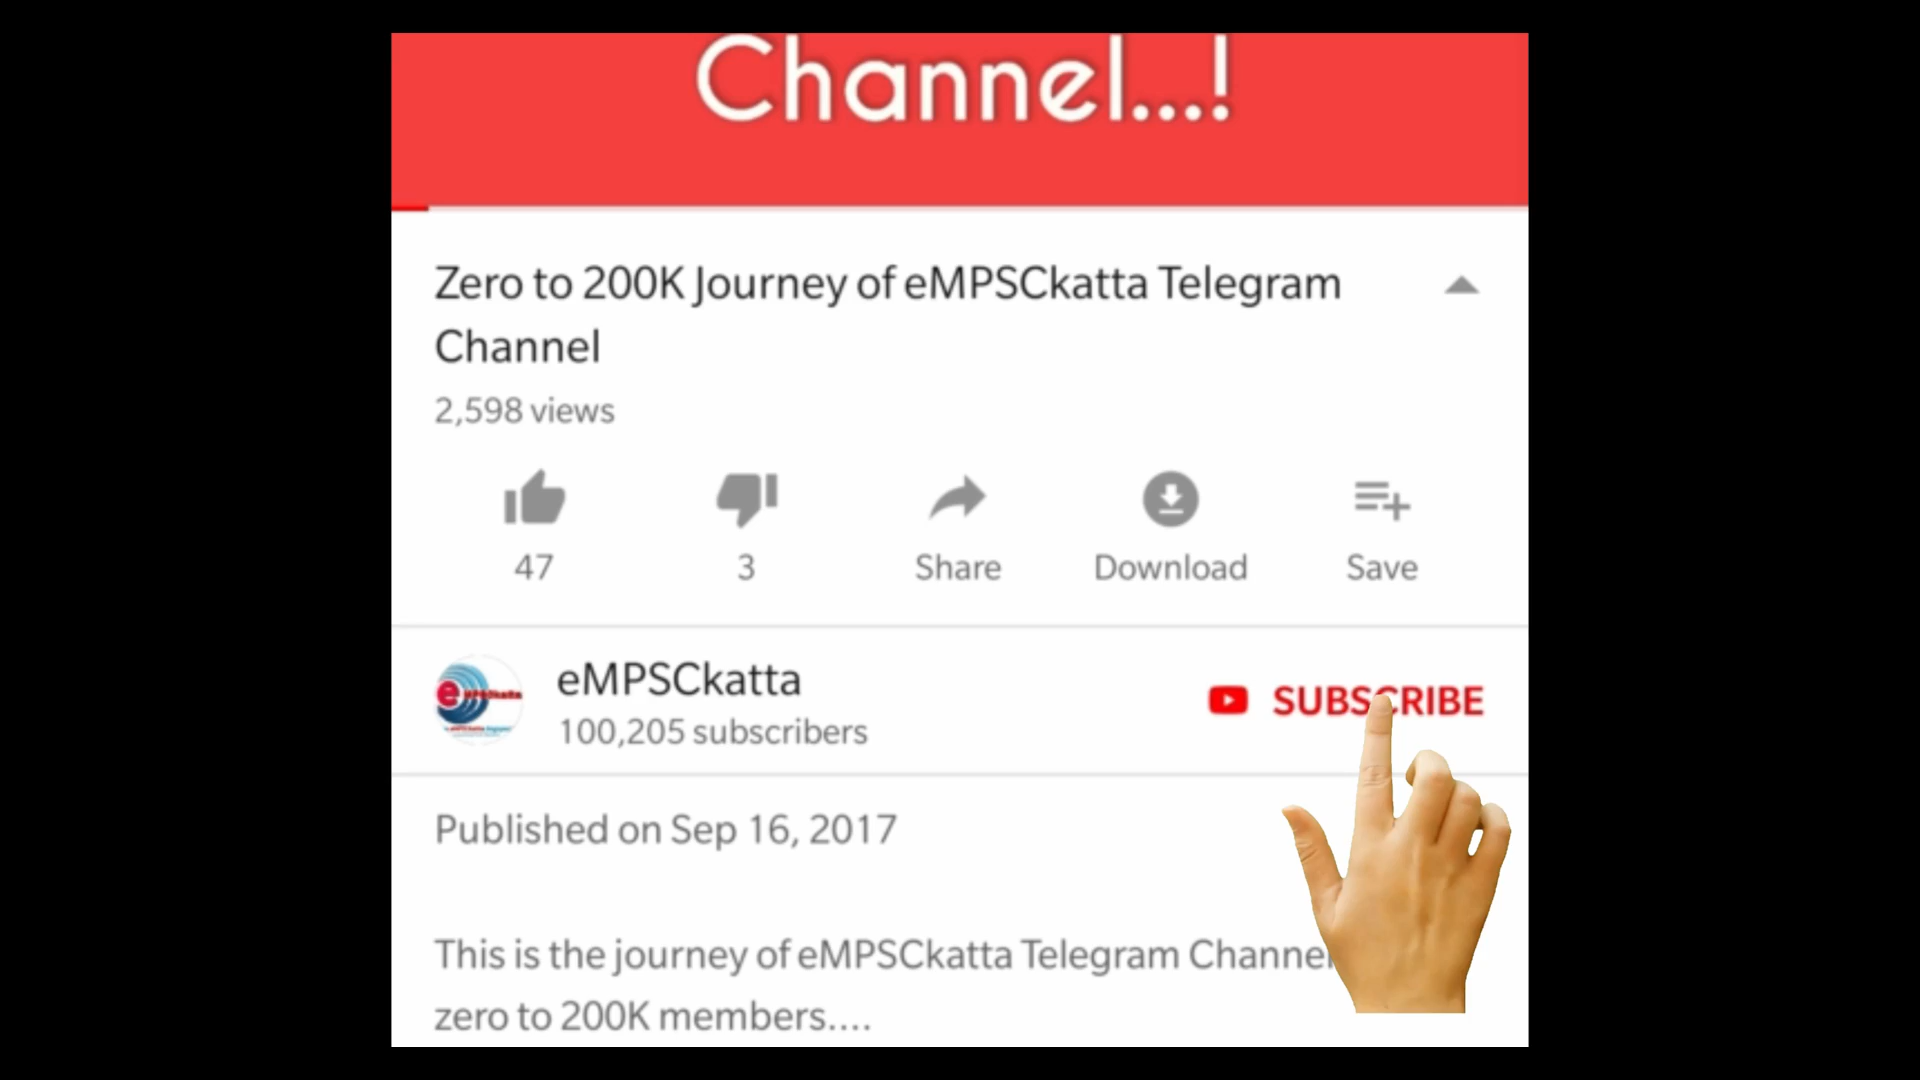 Channel...!
Zero to 200K Journey of eMPSCkatta Telegram
Channel
2,598 views
47
3
Share
Download
Save
eMPSCkatta
100,205 subscribers
SUBSCRIBE
Published on Sep 16, 2017
This is the journey of eMPSCkatta Telegram Channel
zero to 200K members....